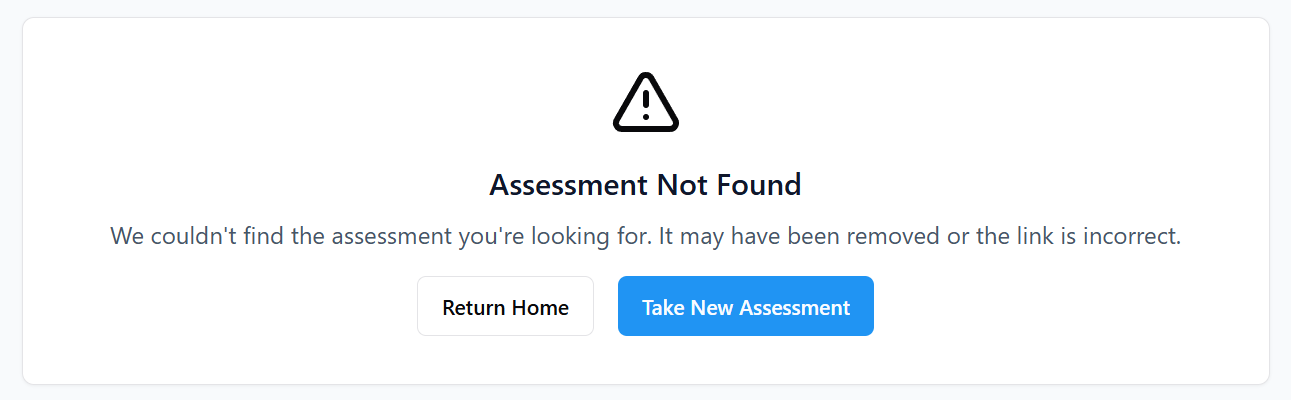 Assessment Not Found
We couldn't find the assessment you're looking for. It may have been removed or the link is incorrect.
Return Home
Take New Assessment